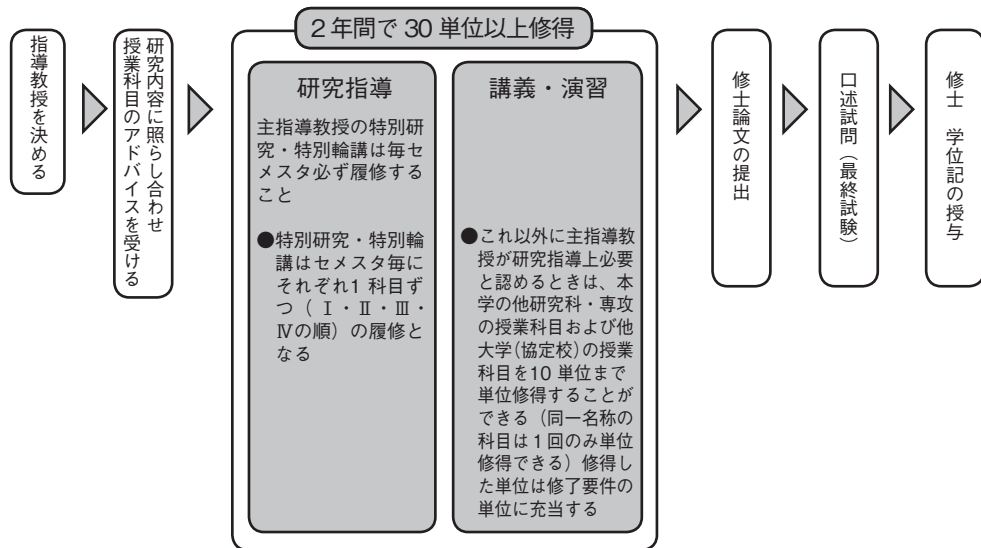 指導教授を決める
研究内容に照らし合わせ
授業科目のアドバイスを受ける
2年間で30単位以上修得
研究指導
主指導教授の特別研
究・特別輪講は毎セ
メスタ必ず履修する
こと
●特別研究・特別輪
講はセメスタ毎に
それぞれ1 科目ず
つ（ Ⅰ・Ⅱ・Ⅲ・
Ⅳの順）の履修と
なる
講義・演習
●これ以外に主指導教
授が研究指導上必要
と認めるときは、本
学の他研究科・専攻
の授業科目および他
大学(協定校)の授業
科目を10 単位まで
単位修得することが
できる（同一名称の
科目は１回のみ単位
修得できる）修得し
た単位は修了要件の
単位に充当する
修士論文の提出
口述試問（最終試験）
修士　学位記の授与